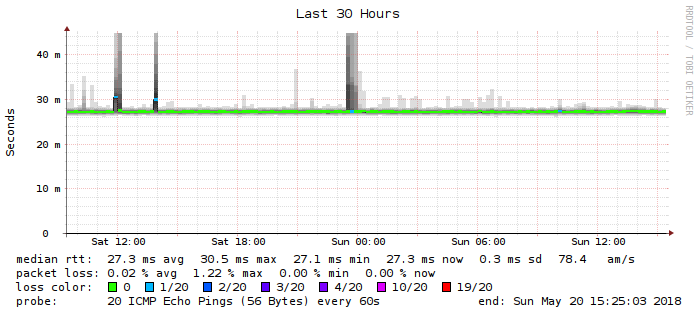 Last 30 Hours
RRDTOOL / TOBI OETIKER
Seconds
40 m
30 m
20 m
10 m
0
Sat 12:00 Sat 18:00 Sun 00:00 Sun 06:00 Sun 12:00
median rtt: 27.3 ms avg 30.5 ms max 27.1 ms min 27.3 ms now 0.3 ms sd 78.4 am/s
packet loss: 0.02 % avg 1.22 % max 0.00 % min 0.00 % now
loss color: 0 1/20 2/20 3/20 4/20 10/20 19/20
probe: 20 ICMP Echo Pings (56 Bytes) every 60s end: Sun May 20 15:25:03 2018